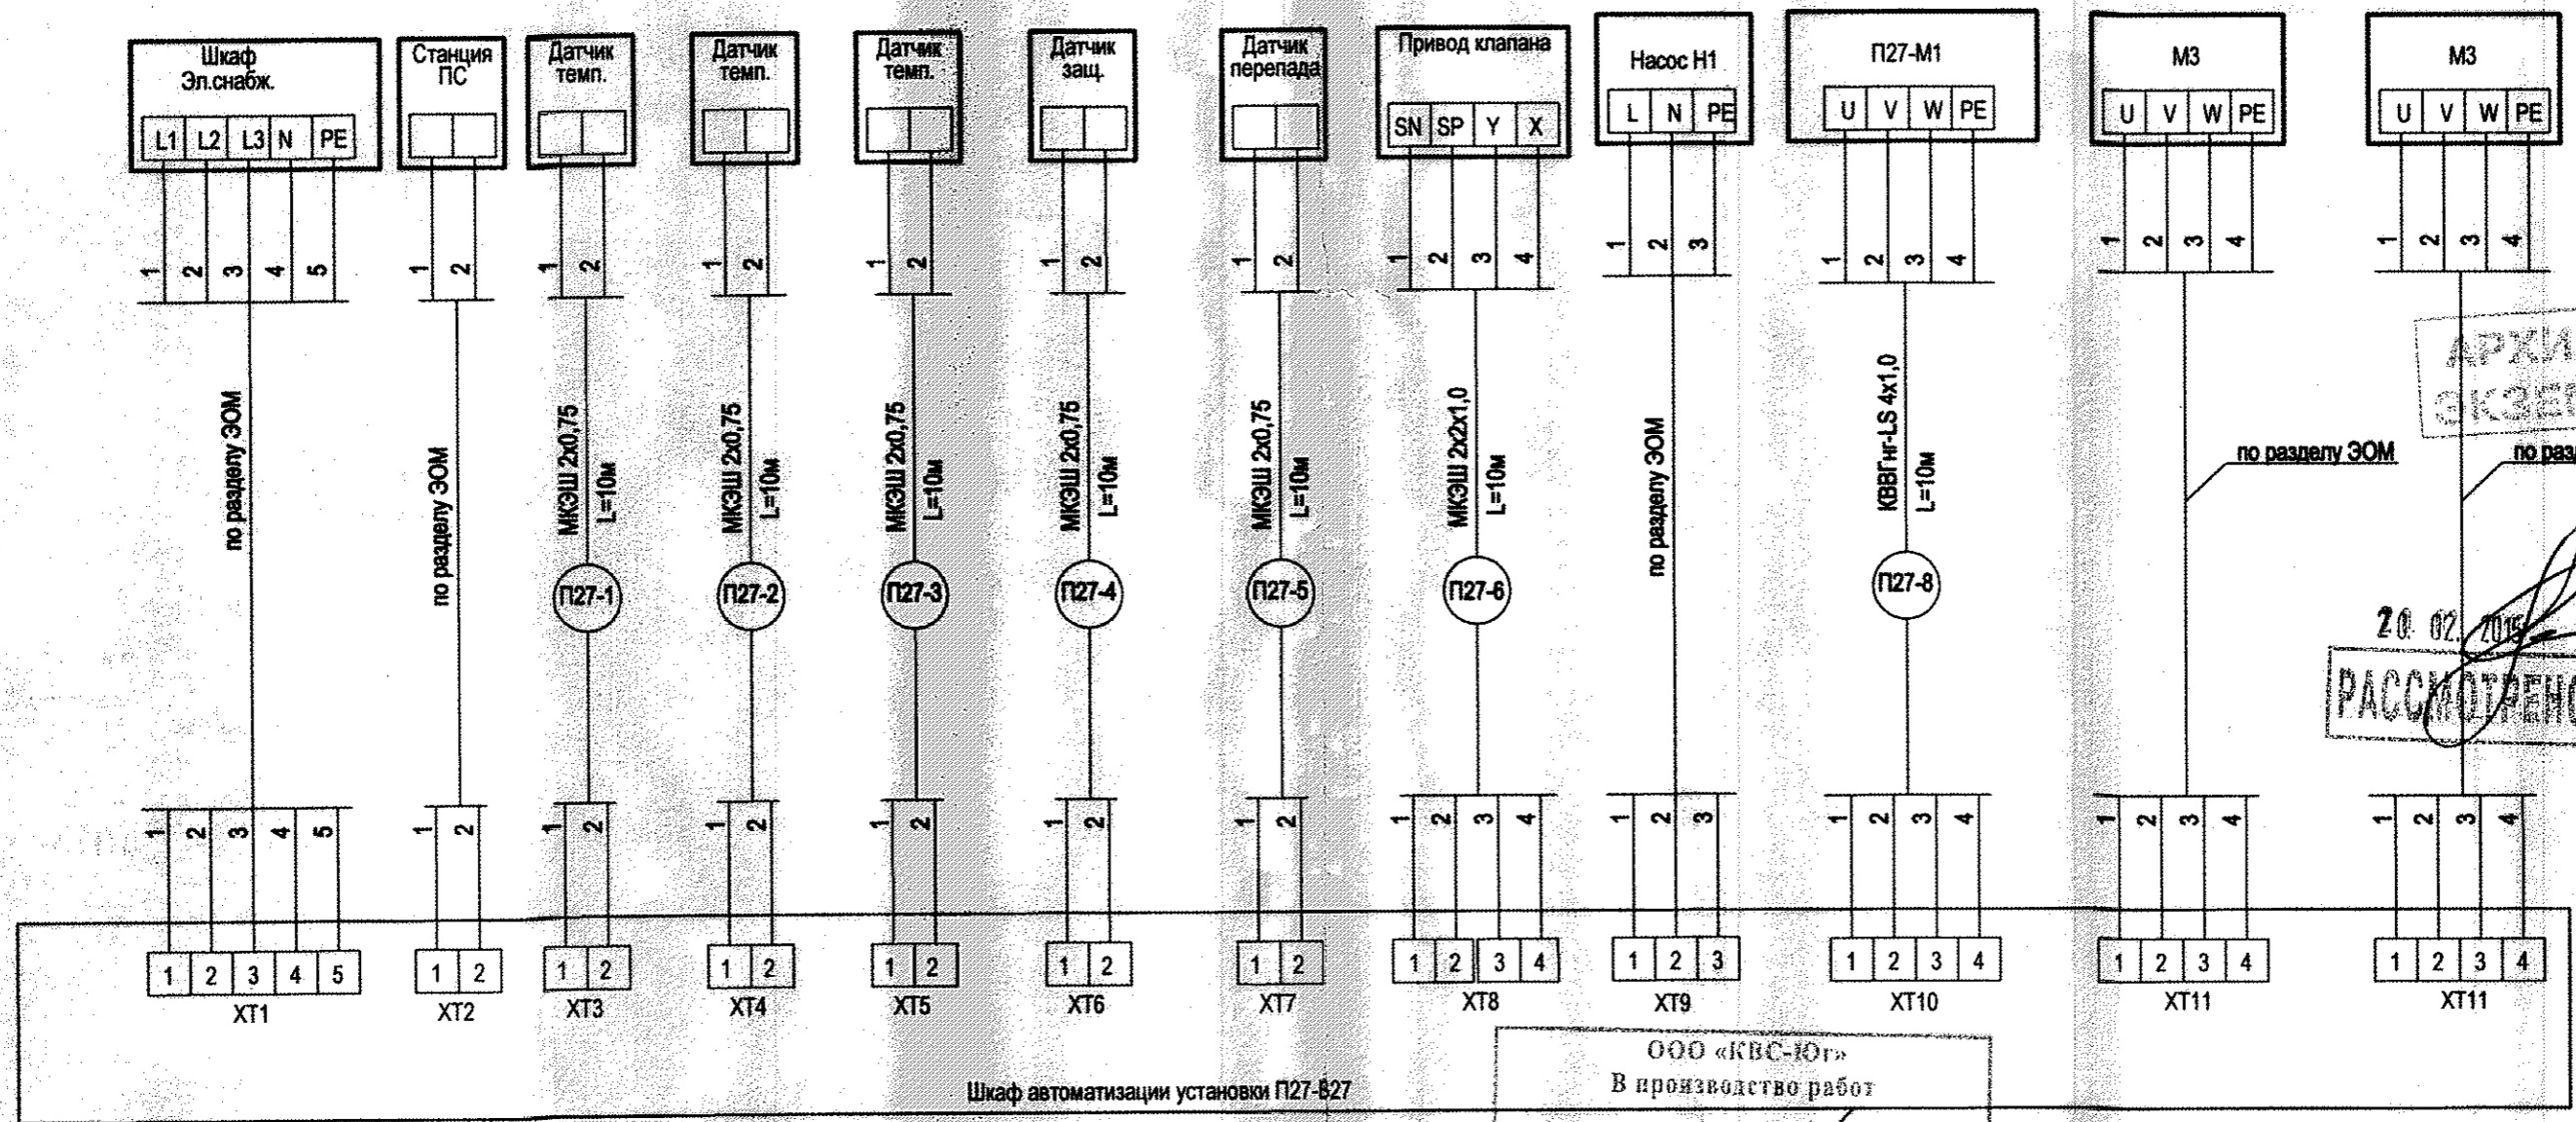 Шкаф
Эл.снабж.
L1 L2 L3 N PE
Станция
ПС
Датчик
темп.
Датчик
темп.
Датчик
темп.
Датчик
защ.
Датчик
перепада
Привод клапана
SN SP Y X
Насос Н1
L N PE
П27-М1
U V W PE
М3
U V W PE
М3
U V W PE
1 2 3 4 5
1 2
1 2
1 2
1 2
1 2
1 2
1 2 3 4
1 2 3
1 2 3 4
1 2 3 4
1 2 3 4
по разделу ЭОМ
по разделу ЭОМ
МКЭШ 2х0,75
L=10м
МКЭШ 2х0,75
L=10м
МКЭШ 2х0,75
L=10м
МКЭШ 2х0,75
L=10м
МКЭШ 2х0,75
L=10м
МКЭШ 2х2х1,0
L=10м
по разделу ЭОМ
КВВГнг-LS 4х1,0
L=10м
по разделу ЭОМ
по разд
АРХИ
ЭКЗЕ
П27-1
П27-2
П27-3
П27-4
П27-5
П27-6
П27-8
20 02. 2015
РАССМОТРЕНО
1 2 3 4 5
1 2
1 2
1 2
1 2
1 2
1 2
1 2 3 4
1 2 3
1 2 3 4
1 2 3 4
1 2 3 4
1 2 3 4 5
1 2
1 2
1 2
1 2
1 2
1 2
1 2 3 4
1 2 3
1 2 3 4
1 2 3 4
1 2 3 4
ХТ1
ХТ2
ХТ3
ХТ4
ХТ5
ХТ6
ХТ7
ХТ8
ХТ9
ХТ10
ХТ11
ХТ11
Шкаф автоматизации установки П27-В27
ООО «КВС-Юг»
В производство работ